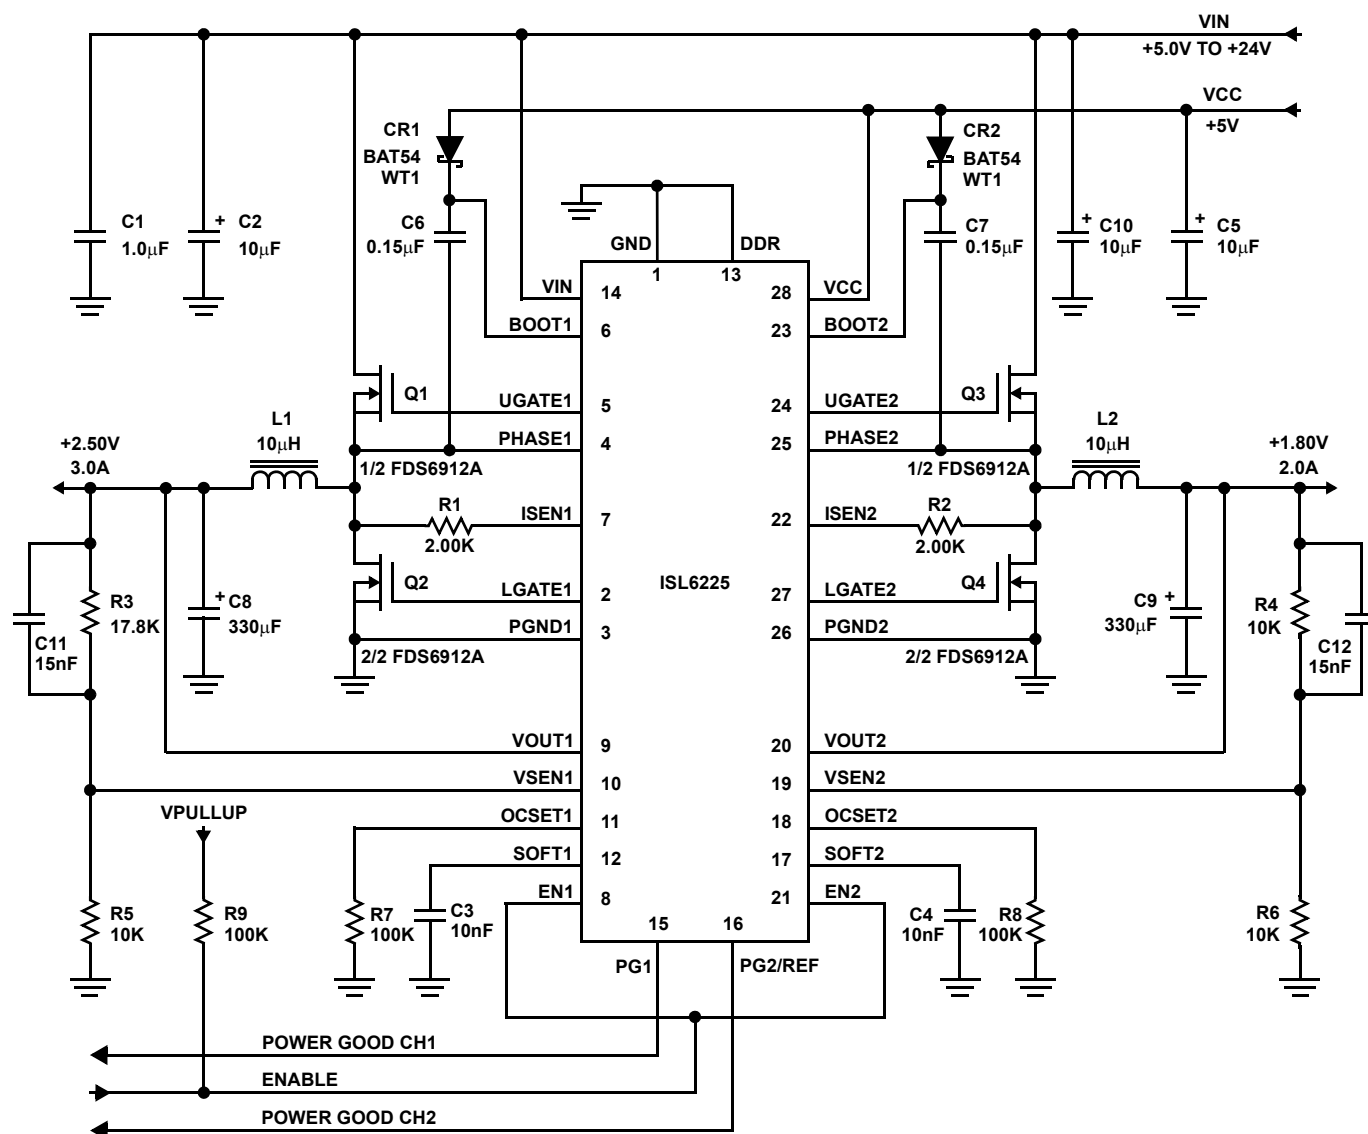 VIN
+5.0V TO +24V
VCC
+5V
CR1
BAT54
WT1
CR2
BAT54
WT1
C1
1.0µF
+
C2
10µF
C6
0.15µF
GND
DDR
C7
0.15µF
+
C10
10µF
+
C5
10µF
1
13
VIN
14
28
VCC
BOOT1
6
23
BOOT2
Q1
UGATE1
5
24
UGATE2
Q3
L1
10µH
PHASE1
4
25
PHASE2
L2
10µH
+2.50V
3.0A
1/2 FDS6912A
1/2 FDS6912A
+1.80V
2.0A
R1
2.00K
ISEN1
7
22
ISEN2
R2
2.00K
ISL6225
Q2
LGATE1
2
27
LGATE2
Q4
R3
17.8K
+
C8
330µF
C11
15nF
PGND1
3
26
PGND2
2/2 FDS6912A
2/2 FDS6912A
C9
+
330µF
R4
10K
C12
15nF
VOUT1
9
20
VOUT2
VSEN1
10
19
VSEN2
VPULLUP
OCSET1
11
18
OCSET2
SOFT1
12
17
SOFT2
EN1
8
21
EN2
R5
10K
R9
100K
R7
100K
C3
10nF
15
16
C4
10nF
R8
100K
R6
10K
PG1
PG2/REF
POWER GOOD CH1
ENABLE
POWER GOOD CH2